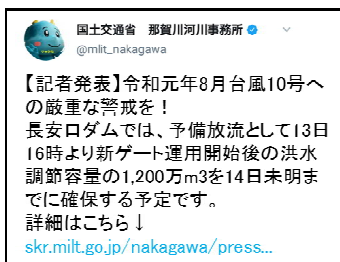 国土交通省　那賀川河川事務所
@mlit_nakagawa
【記者発表】令和元年8月台風10号へ
の厳重な警戒を！
長安口ダムでは、予備放流として13日
16時より新ゲート運用開始後の洪水
調節容量の1,200万m3を14日未明ま
でに確保する予定です。
詳細はこちら↓
skr.milt.go.jp/nakagawa/press...